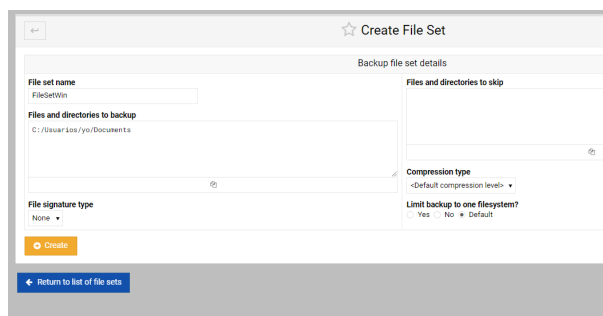 Create File Set
Backup file set details
File set name
FileSetWin
Files and directories to backup
C:/Usuarios/yo/Documents
File signature type
None
Files and directories to skip
Compression type
<Default compression level>
Limit backup to one filesystem?
Yes No Default
Create
Return to list of file sets